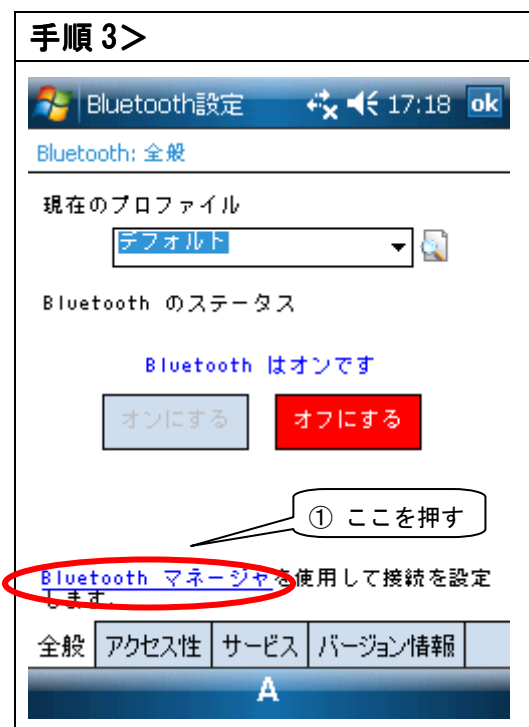 手順 3＞
Bluetooth設定 17:18 ok
Bluetooth: 全般
現在のプロファイル
デフォルト
Bluetooth のステータス
Bluetooth はオンです
オンにする オフにする
① ここを押す
Bluetooth マネージャを使用して接続を設定
します.
全般 アクセス性 サービス バージョン情報
A